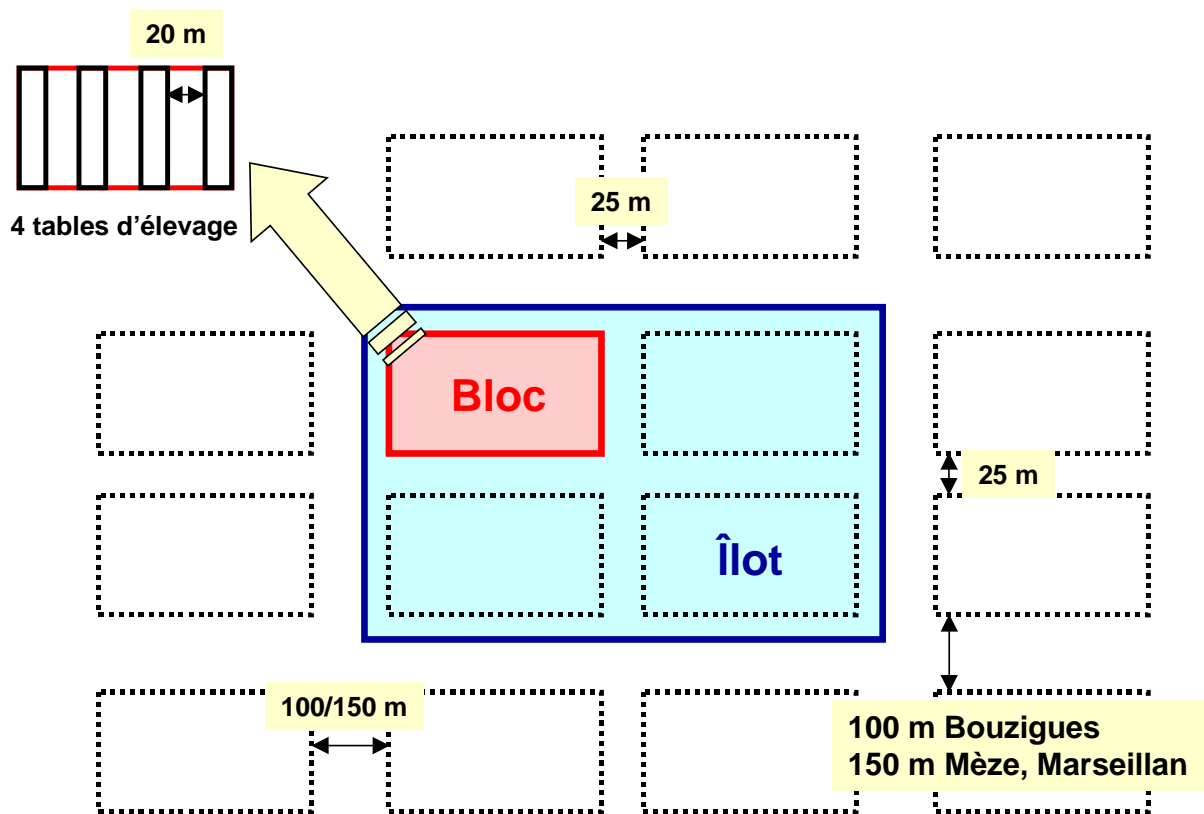 20 m
4 tables d'élevage
25 m
Bloc
25 m
Îlot
100/150 m
100 m Bouzigues
150 m Mèze, Marseillan